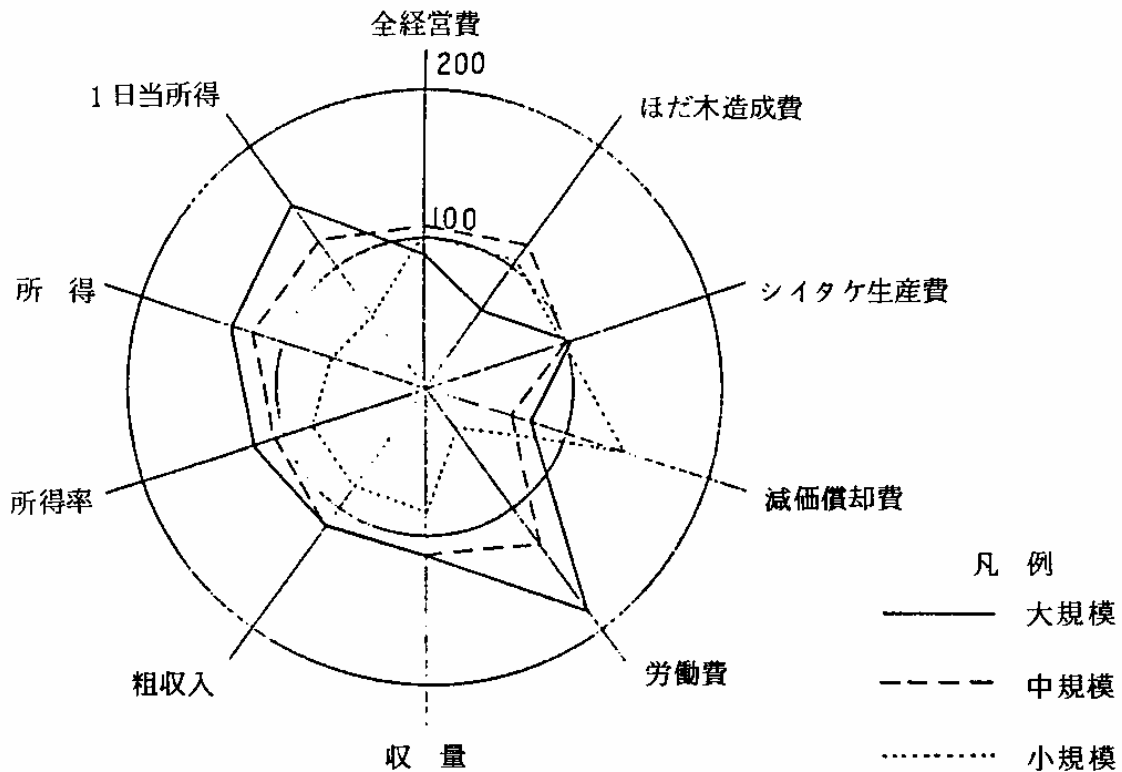 全経営費
200
1日当所得
ほだ木造成費
100
所 得
シイタケ生産費
所得率
減価償却費
粗収入
労働費
収 量
凡 例
大規模
中規模
小規模